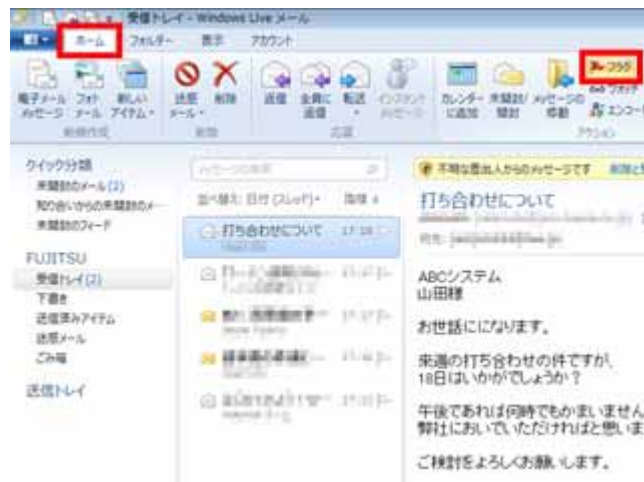 受信トレイ - Windows Live メール
ホーム フォルダー 表示 アカウント
電子メール メッセージ
フォト メール
新しい アイテム
迷惑 メール
削除
返信
全員に 返信
転送
インスタント メッセージ
カレンダー に追加
未開封/ 開封
メッセージの 移動
フラグ
ウォッチ
エンコード
新規作成 削除 応答 アクション
クイック分類
未開封のメール (2)
知り合いからの未開封のメ
未開封のフィード
FUJITSU
受信トレイ (2)
下書き
送信済みアイテム
迷惑メール
ごみ箱
送信トレイ
メッセージの検索
並べ替え: 日付 (スレッド) 降順
打ち合わせについて 17:18
不明な差出人からのメッセージです
打ち合わせについて
宛先:
ABCシステム
山田様
お世話ににになります。
来週の打ち合わせの件ですが、
18日はいかがでしょうか?
午後であれば何時でもかまいません
弊社においでいただければと思いま
ご検討をよろしくお願いします。